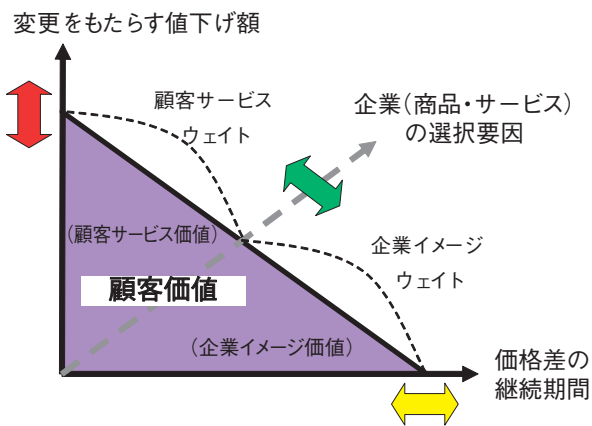 変更をもたらす値下げ額
顧客サービス
ウェイト
企業（商品・サービス）
の選択要因
（顧客サービス価値）
企業イメージ
ウェイト
顧客価値
（企業イメージ価値）
価格差の
継続期間